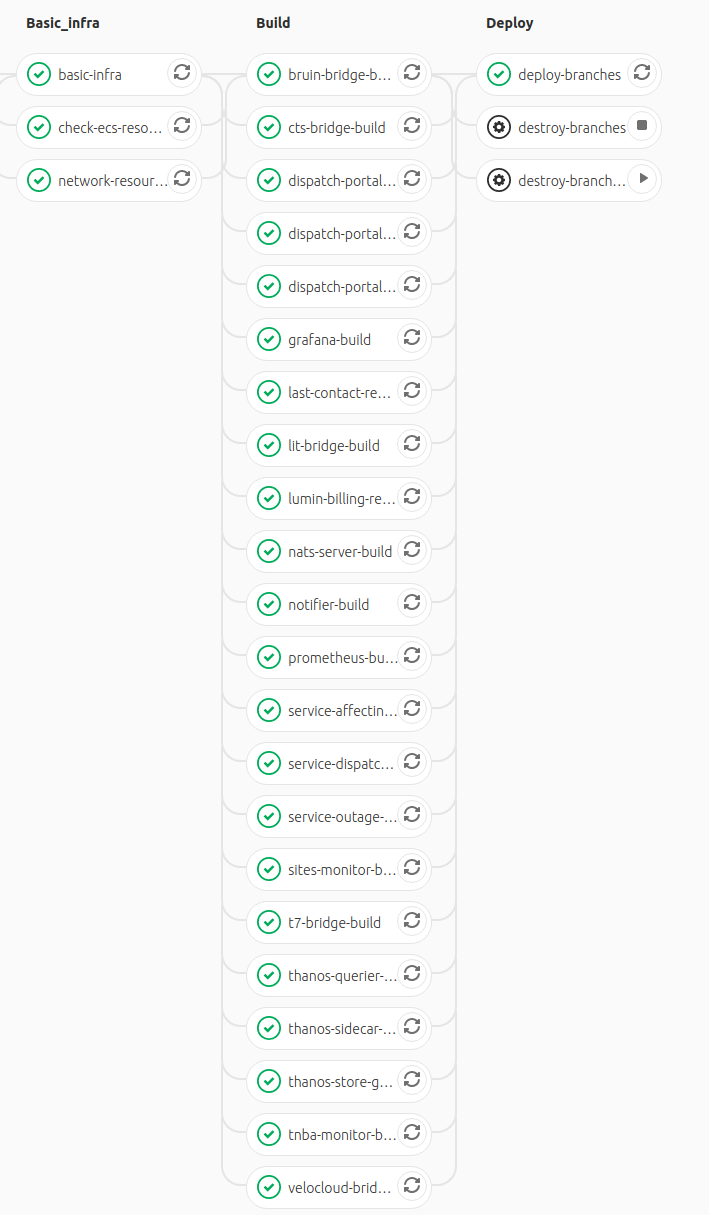 Basic_infra
basic-infra
check-ecs-reso...
network-resour...
Build
bruin-bridge-b...
cts-bridge-build
dispatch-portal...
dispatch-portal...
dispatch-portal...
grafana-build
last-contact-re...
lit-bridge-build
lumin-billing-re...
nats-server-build
notifier-build
prometheus-bu...
service-affectin...
service-dispatc...
service-outage-...
sites-monitor-b...
t7-bridge-build
thanos-querier-...
thanos-sidecar-...
thanos-store-g...
tnba-monitor-b...
velocloud-brid...
Deploy
deploy-branches
destroy-branches
destroy-branch...